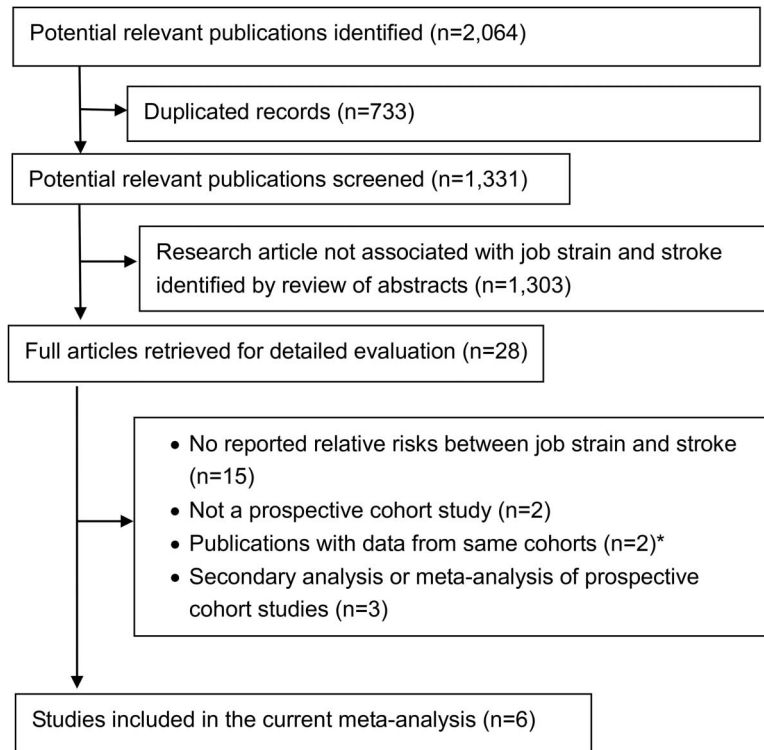 Potential relevant publications identified (n=2,064)
Duplicated records (n=733)
Potential relevant publications screened (n=1,331)
Research article not associated with job strain and stroke
identified by review of abstracts (n=1,303)
Full articles retrieved for detailed evaluation (n=28)
• No reported relative risks between job strain and stroke
(n=15)
• Not a prospective cohort study (n=2)
• Publications with data from same cohorts (n=2)*
• Secondary analysis or meta-analysis of prospective
cohort studies (n=3)
Studies included in the current meta-analysis (n=6)